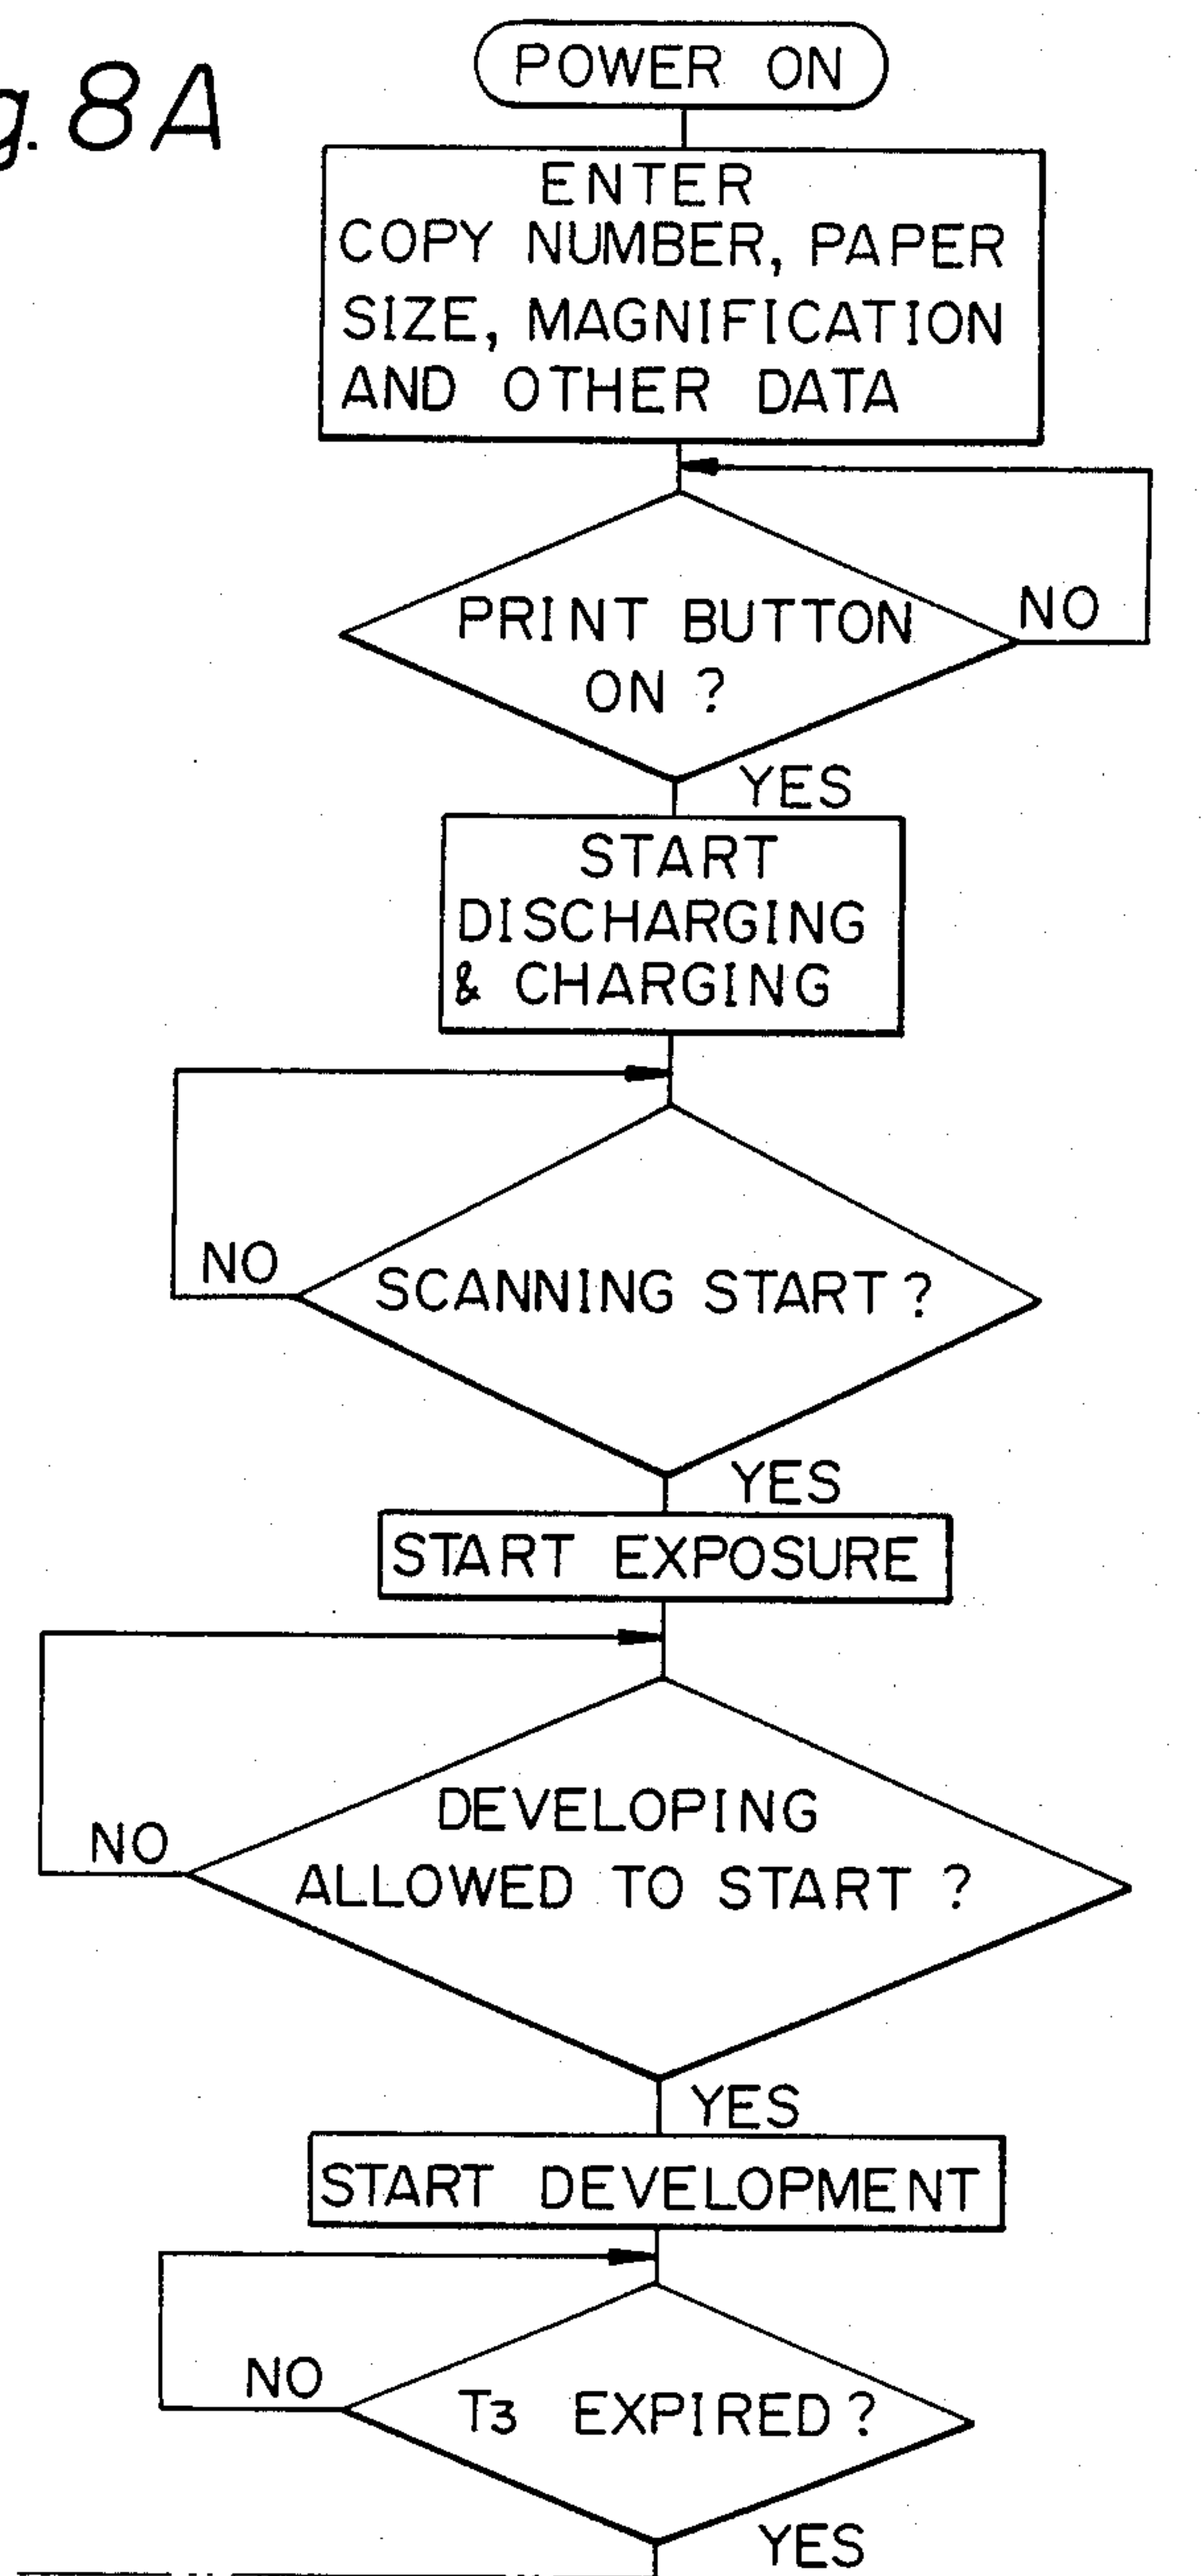 g. 8A
POWER ON
ENTER
COPY NUMBER, PAPER
SIZE, MAGNIFICATION
AND OTHER DATA
PRINT BUTTON
ON ?
NO
YES
START
DISCHARGING
& CHARGING
SCANNING START ?
NO
YES
START EXPOSURE
DEVELOPING
ALLOWED TO START ?
NO
YES
START DEVELOPMENT
T3 EXPIRED ?
NO
YES